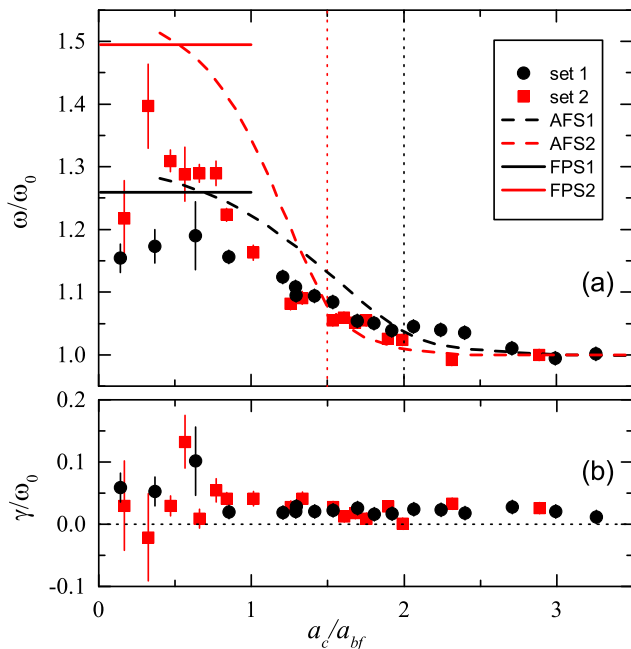 1.5
1.4
1.3
1.2
1.1
1.0
ω/ω0
set 1
set 2
AFS1
AFS2
FPS1
FPS2
(a)
0.2
0.1
0.0
-0.1
γ/ω0
(b)
0 1 2 3
ac/abf